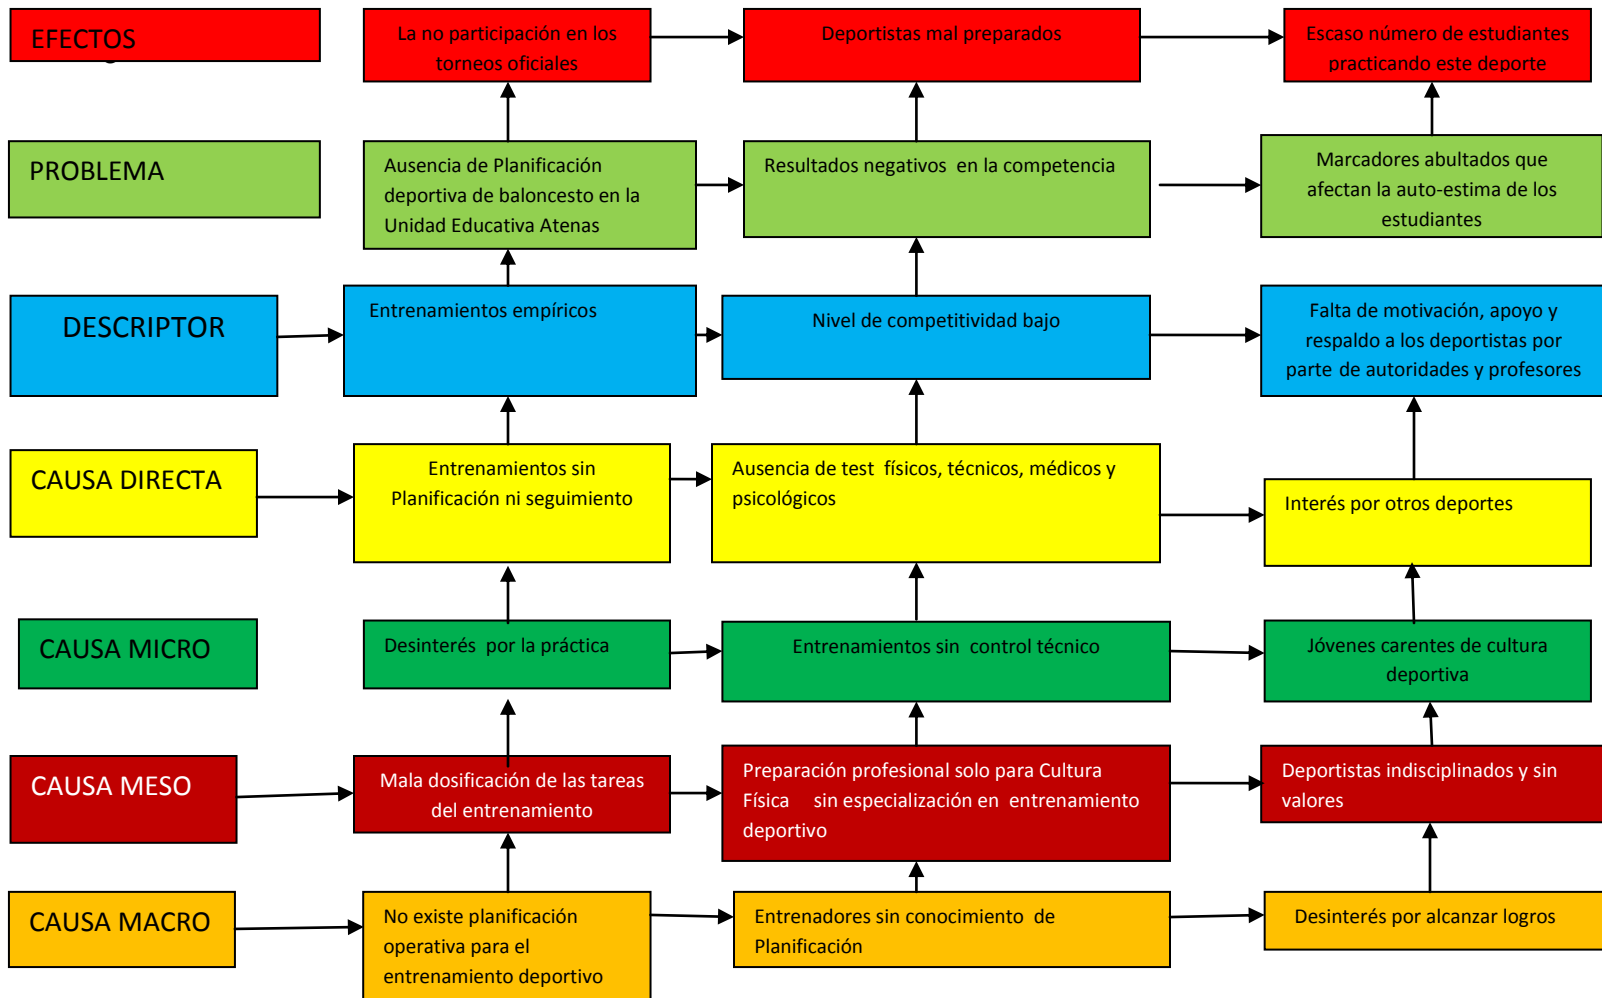 EFECTOS
La no participación en los
torneos oficiales
Deportistas mal preparados
Escaso número de estudiantes
practicando este deporte
PROBLEMA
Ausencia de Planificación
deportiva de baloncesto en la
Unidad Educativa Atenas
Resultados negativos en la competencia
Marcadores abultados que
afectan la auto-estima de los
estudiantes
DESCRIPTOR
Entrenamientos empíricos
Nivel de competitividad bajo
Falta de motivación, apoyo y
respaldo a los deportistas por
parte de autoridades y profesores
CAUSA DIRECTA
Entrenamientos sin
Planificación ni seguimiento
Ausencia de test físicos, técnicos, médicos y
psicológicos
Interés por otros deportes
CAUSA MICRO
Desinterés por la práctica
Entrenamientos sin control técnico
Jóvenes carentes de cultura
deportiva
CAUSA MESO
Mala dosificación de las tareas
del entrenamiento
Preparación profesional solo para Cultura
Física sin especialización en entrenamiento
deportivo
Deportistas indisciplinados y sin
valores
CAUSA MACRO
No existe planificación
operativa para el
entrenamiento deportivo
Entrenadores sin conocimiento de
Planificación
Desinterés por alcanzar logros